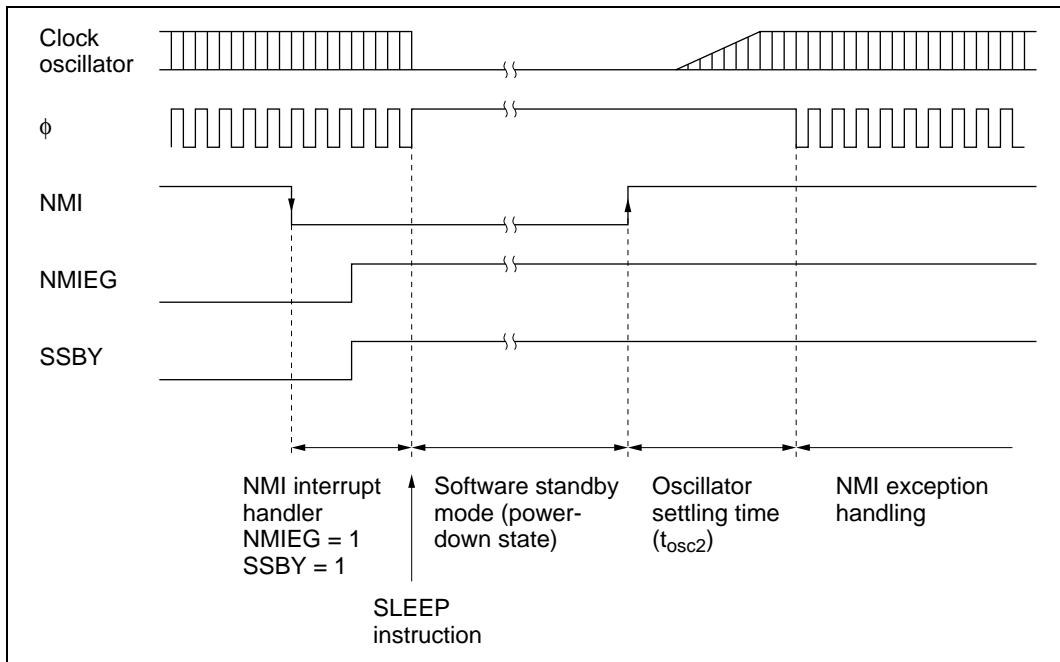 Clock
oscillator
ϕ
NMI
NMIEG
SSBY
NMI interrupt
handler
NMIEG = 1
SSBY = 1
Software standby
mode (power-
down state)
Oscillator
settling time
(tosc2)
NMI exception
handling
SLEEP
instruction